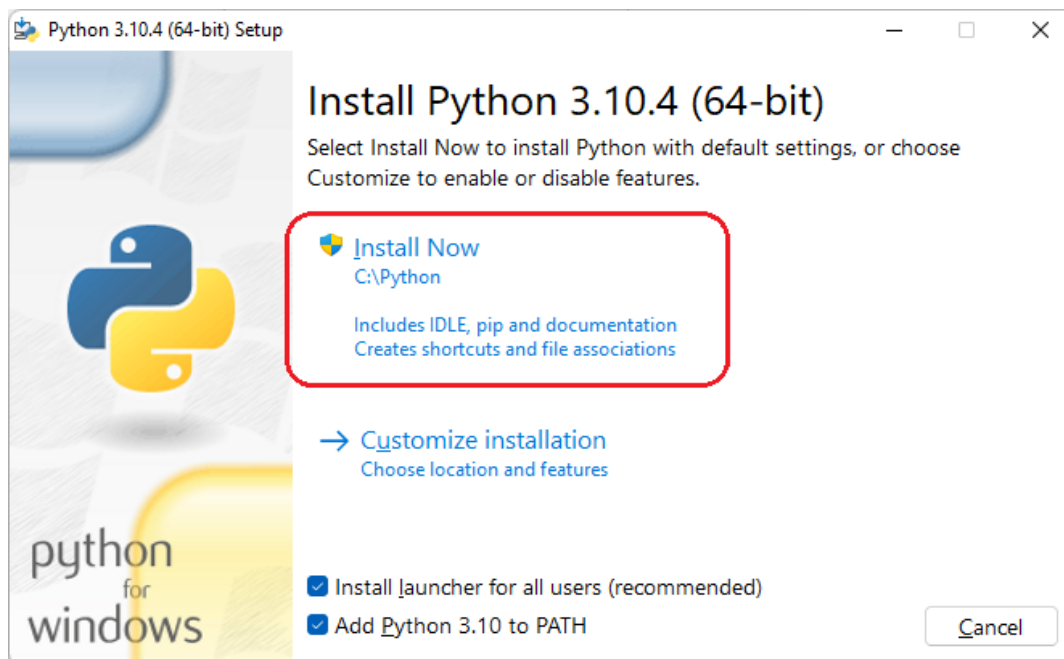 Python 3.10.4 (64-bit) Setup
Install Python 3.10.4 (64-bit)
Select Install Now to install Python with default settings, or choose
Customize to enable or disable features.
Install Now
C:\Python
Includes IDLE, pip and documentation
Creates shortcuts and file associations
Customize installation
Choose location and features
python
for
windows
Install launcher for all users (recommended)
Add Python 3.10 to PATH
Cancel